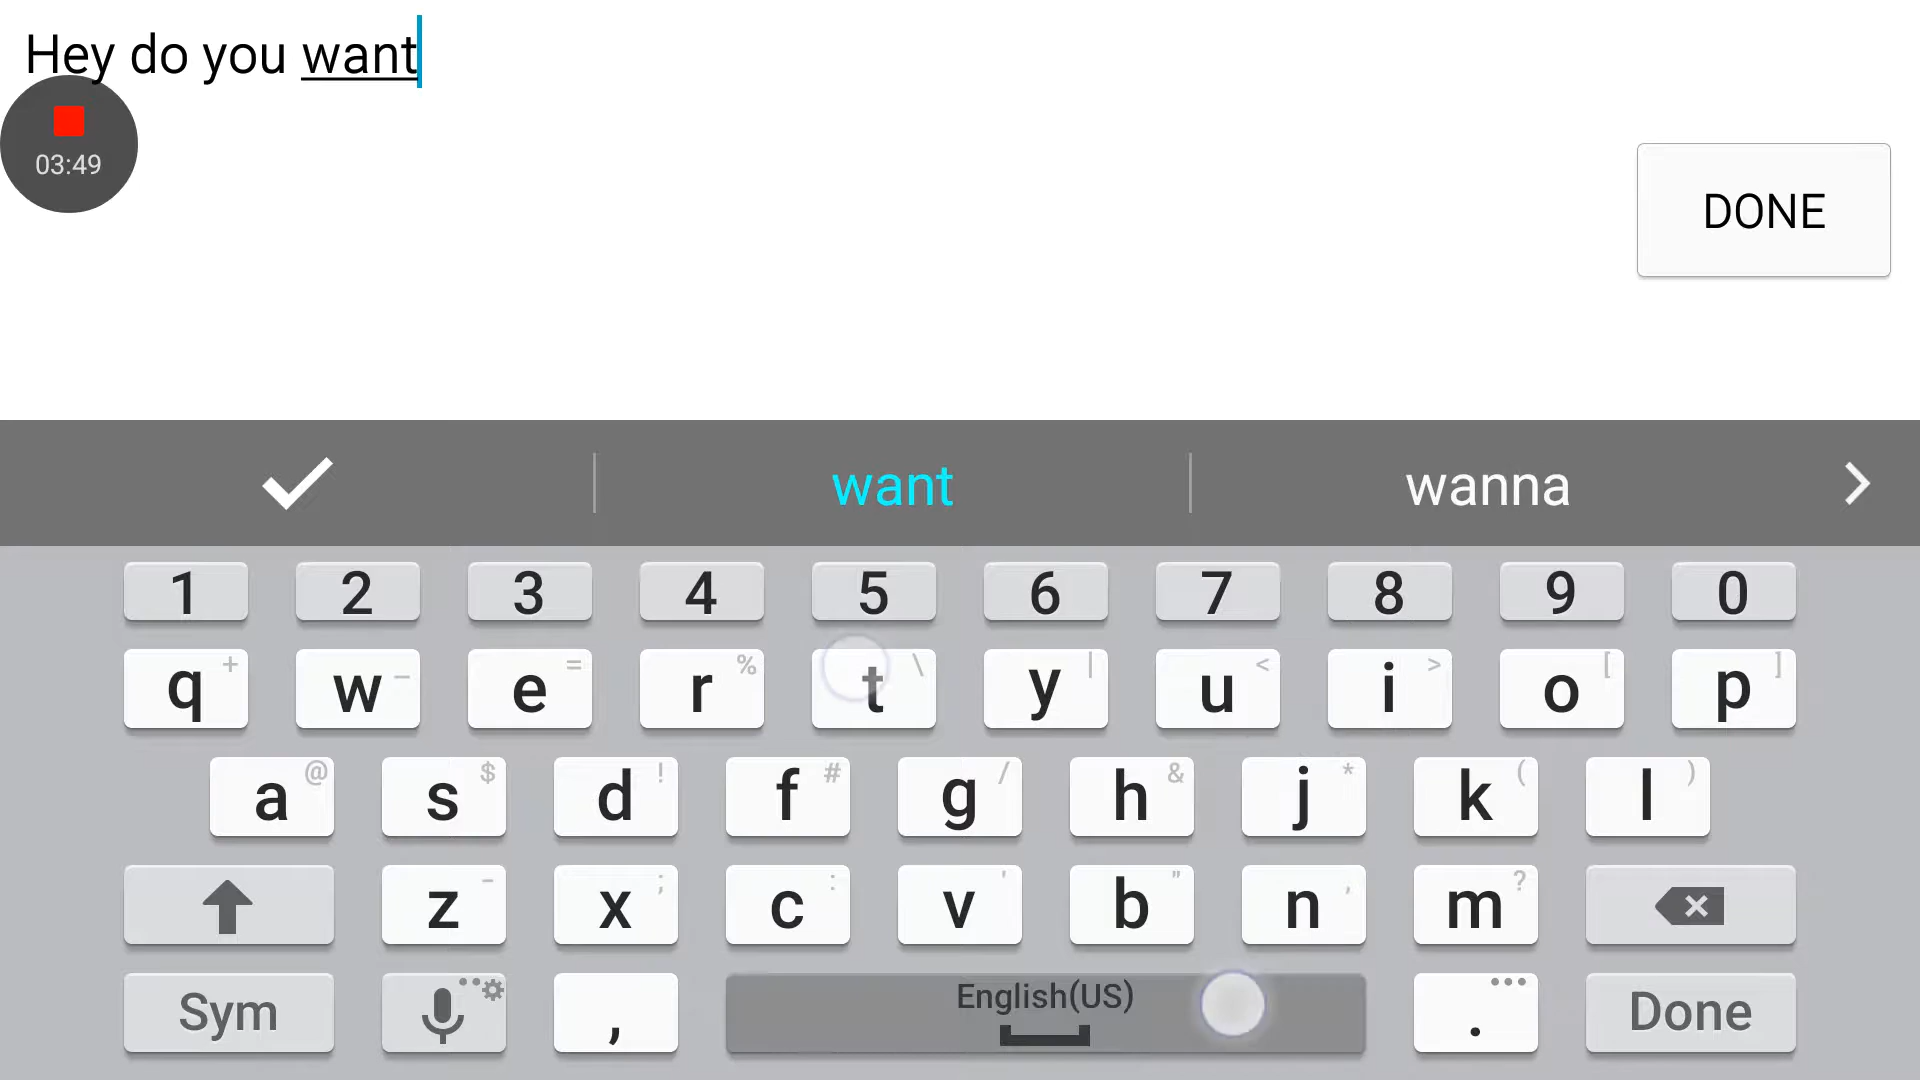 Hey do you want
03:49
DONE
want wanna
1 2 3 4 5 6 7 8 9 0
q + w – e = r % t \ y | u < i > o [ p ]
a @ s $ d ! f # g / h & j * k ( l )
z - x ; c : v ' b " n , m ?
Sym , English(US) . Done